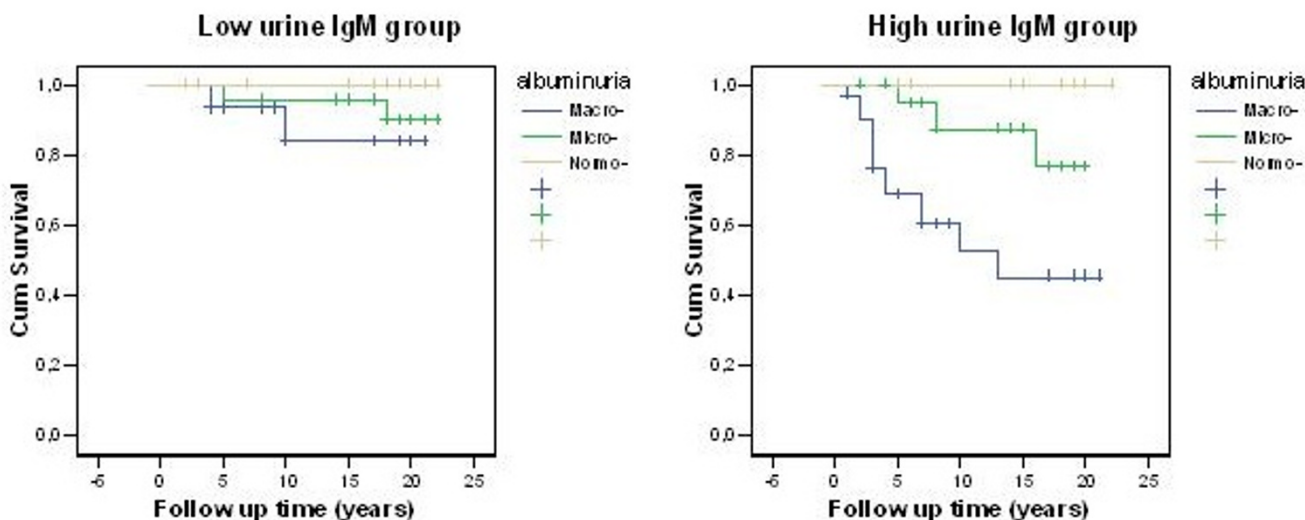 Low urine IgM group
Cum Survival
1,0
0,8
0,6
0,4
0,2
0,0
-5
0
5
10
15
20
25
Follow up time (years)
albuminuria
Macro-
Micro-
Normo-
High urine IgM group
Cum Survival
1,0
0,8
0,6
0,4
0,2
0,0
-5
0
5
10
15
20
25
Follow up time (years)
albuminuria
Macro-
Micro-
Normo-